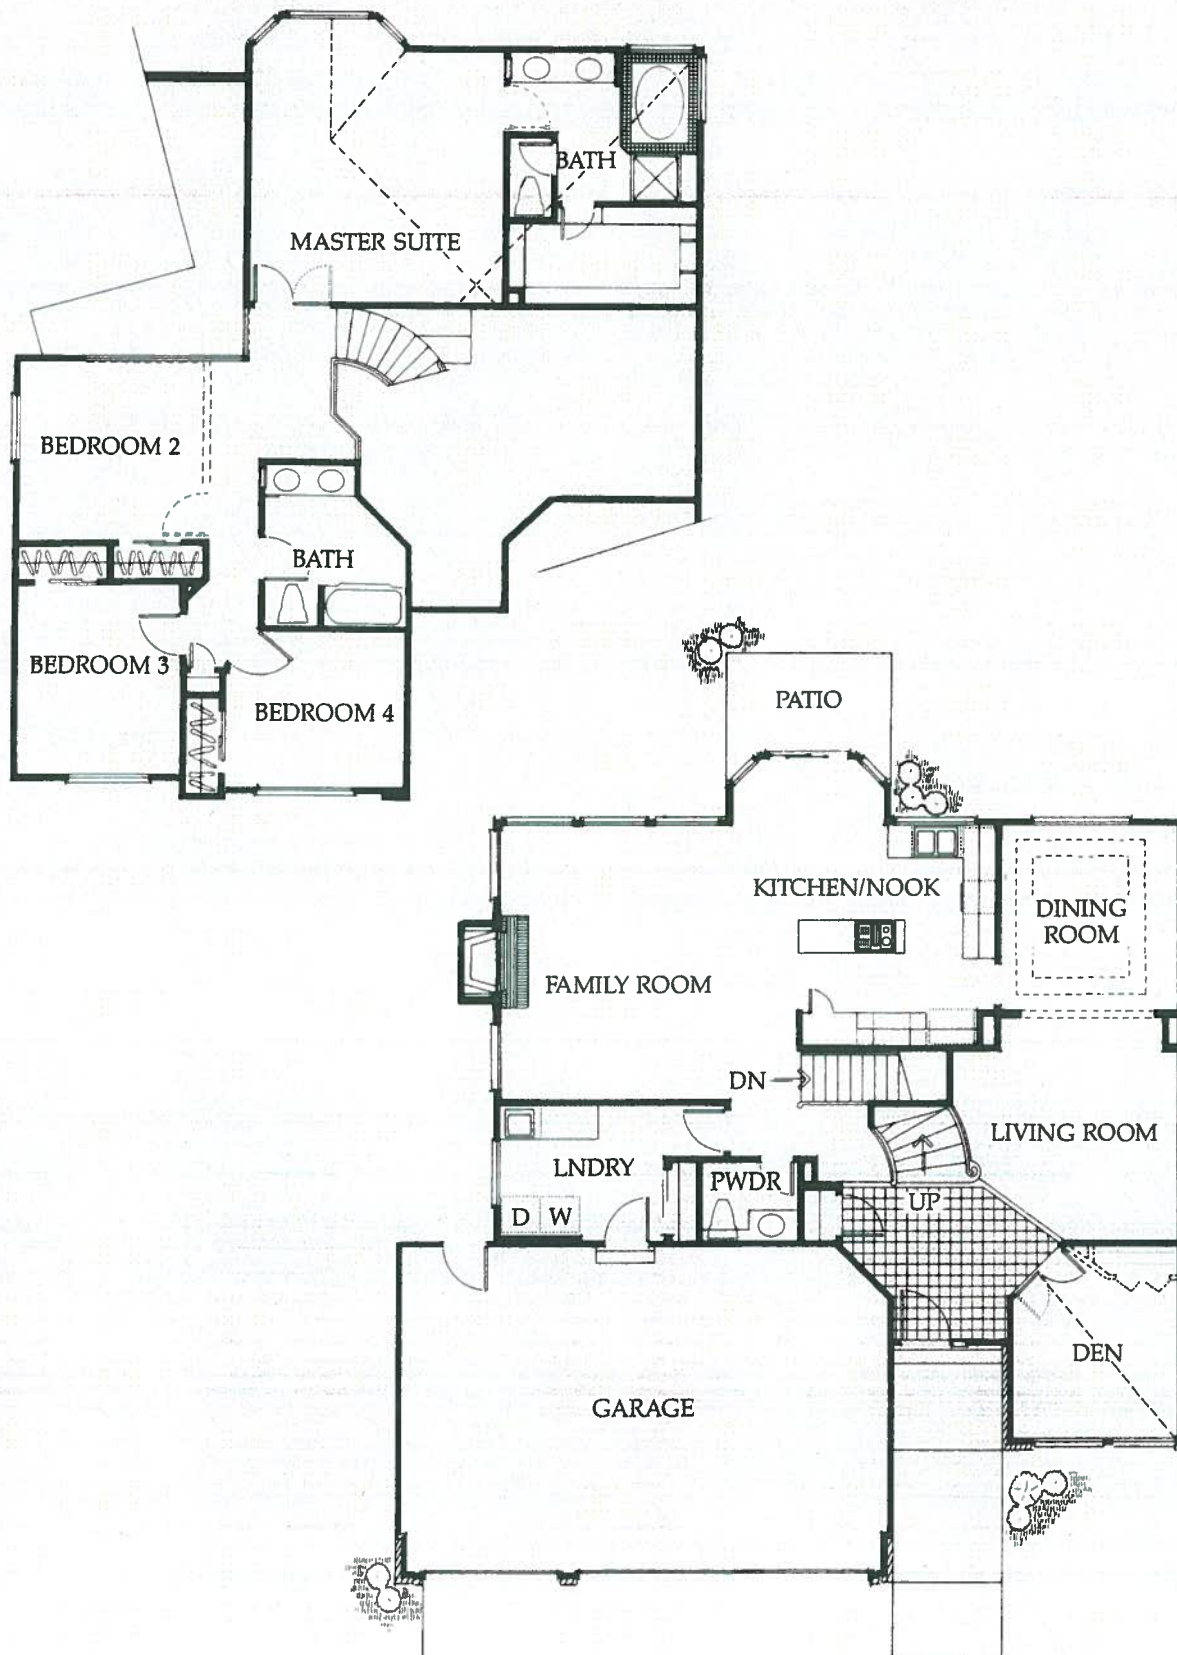 BATH
MASTER SUITE
BEDROOM 2
BATH
BEDROOM 3
BEDROOM 4
PATIO
KITCHEN/NOOK
DINING
ROOM
FAMILY ROOM
DN
LIVING ROOM
LNDRY
PWDR
UP
D W
DEN
GARAGE